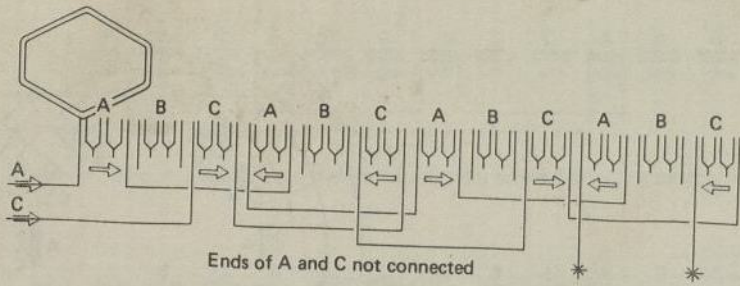 A B C A B C A B C A B C
A
C
Ends of A and C not connected